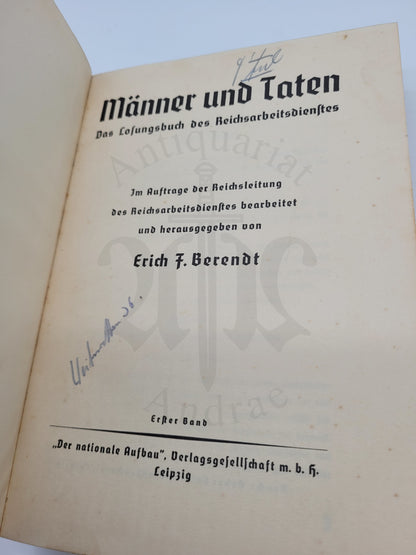 Männer und Taten
Das Losungsbuch des Reichsarbeitsdienstes
Im Auftrage der Reichsleitung
des Reichsarbeitsdienstes bearbeitet
und herausgegeben von
Erich F. Berendt
Erster Band
„Der nationale Aufbau“, Verlagsgesellschaft m. b. H.
Leipzig
Antiquariat
Andrae